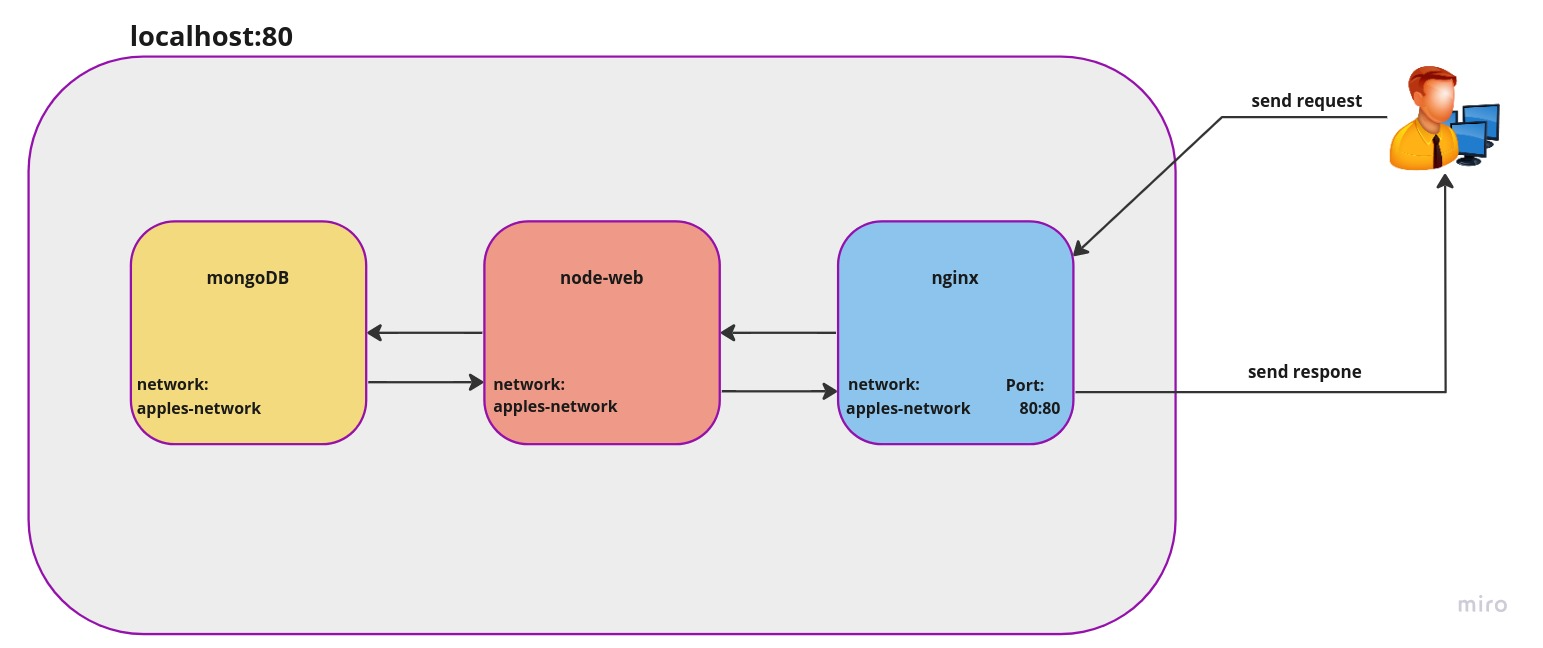 localhost:80
send request
mongoDB
node-web
nginx
send respone
network:
apples-network
network:
apples-network
network:
apples-network
Port:
80:80
miro